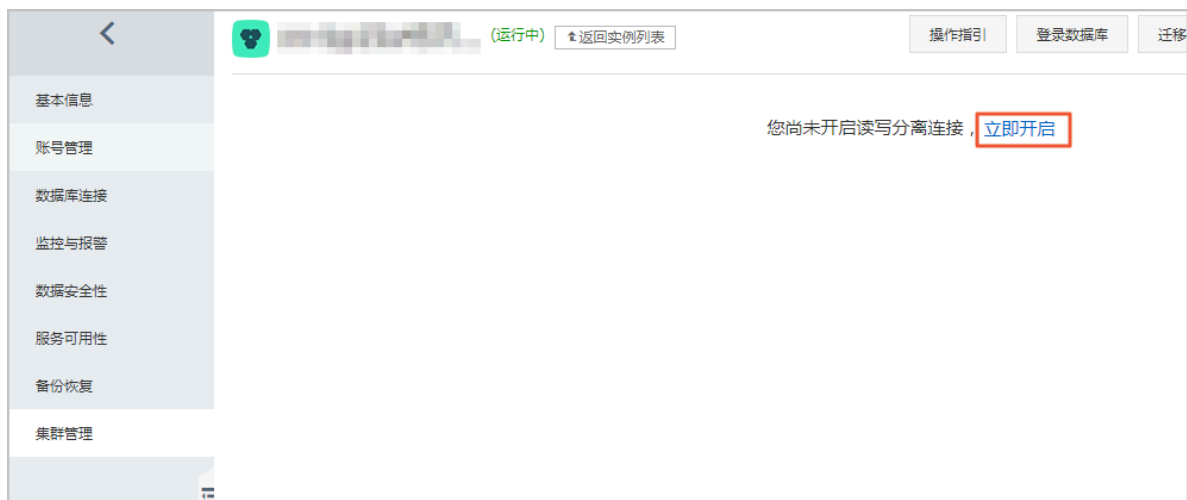 (运行中) 返回实例列表 操作指引 登录数据库 迁移
基本信息
您尚未开启读写分离连接，立即开启
账号管理
数据库连接
监控与报警
数据安全性
服务可用性
备份恢复
集群管理